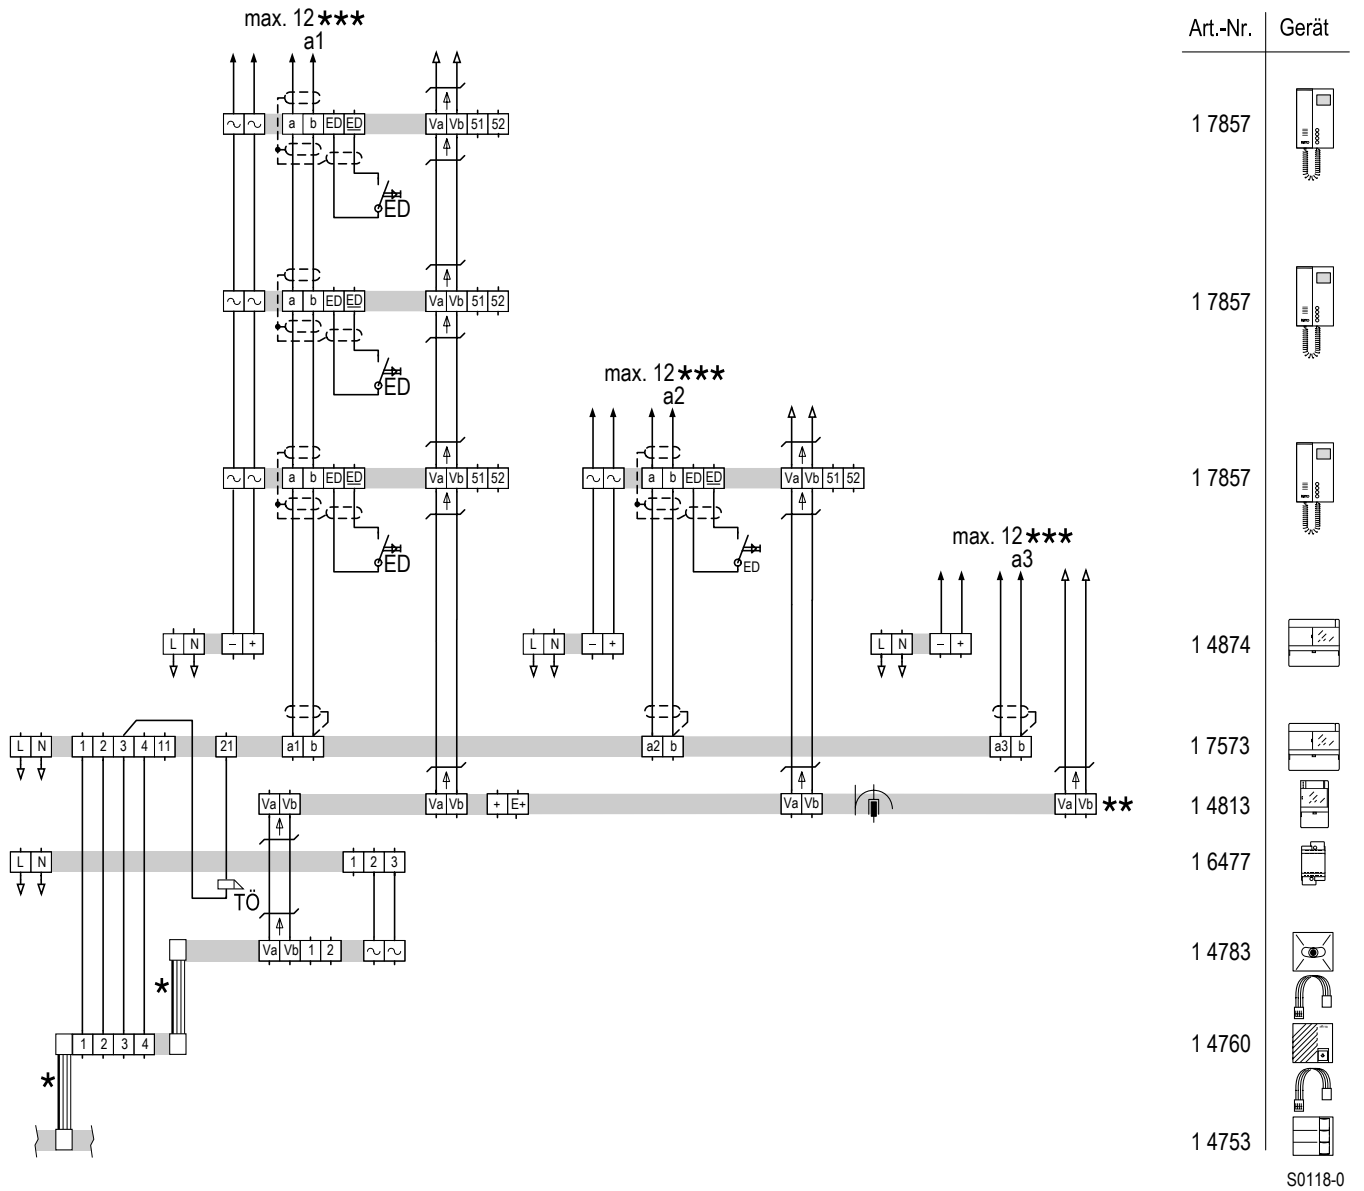 max. 12 ★★★
a1
Art.-Nr. Gerät
~ ~ a b ED ED Va Vb 51 52 1 7857
ED
~ ~ a b ED ED Va Vb 51 52 1 7857
ED
max. 12 ★★★
a2
~ ~ a b ED ED Va Vb 51 52 ~ ~ a b ED ED Va Vb 51 52 1 7857
max. 12 ★★★
a3
ED ED
L N – + L N – + L N – + 1 4874
L N 1 2 3 4 11 21 a1 b a2 b a3 b 1 7573
Va Vb Va Vb + E+ Va Vb Va Vb ★★ 1 4813
L N 1 2 3 1 6477
TÖ
Va Vb 1 2 ~ ~ 1 4783
★
1 2 3 4 1 4760
★
1 4753
S0118-0